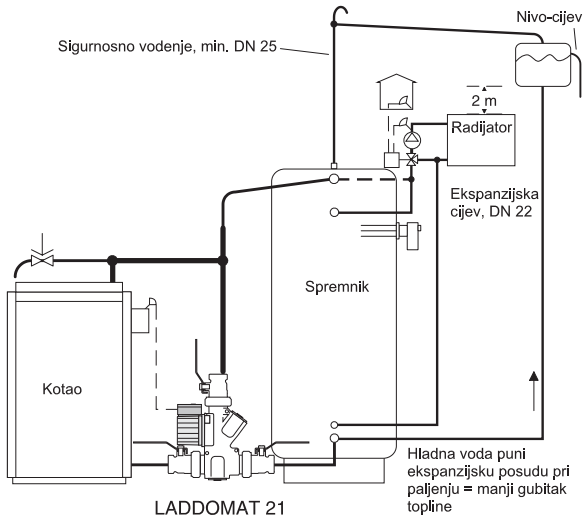 Nivo-cijev
Sigurnosno vođenje, min. DN 25
2 m
Radijator
Ekspanzijska
cijev, DN 22
Spremnik
Kotao
Hladna voda puni
ekspanzijsku posudu pri
paljenju = manji gubitak
topline
LADDOMAT 21